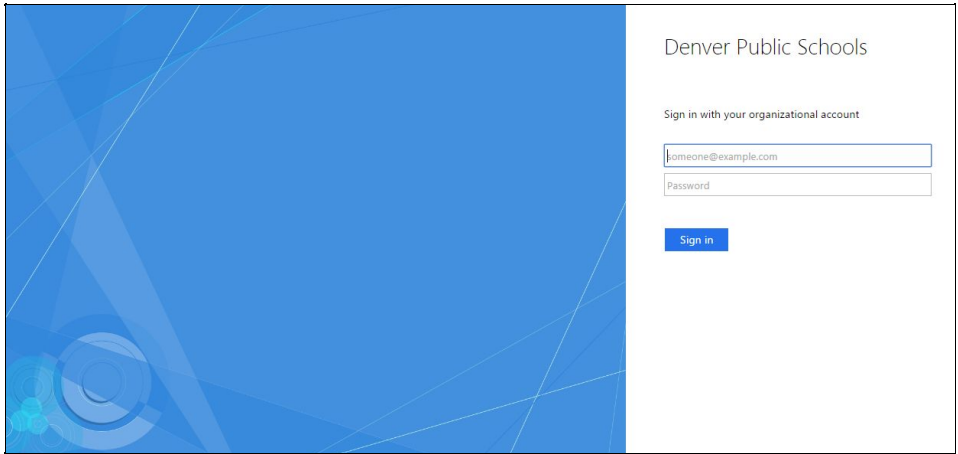 Denver Public Schools
Sign in with your organizational account
someone@example.com
Password
Sign in